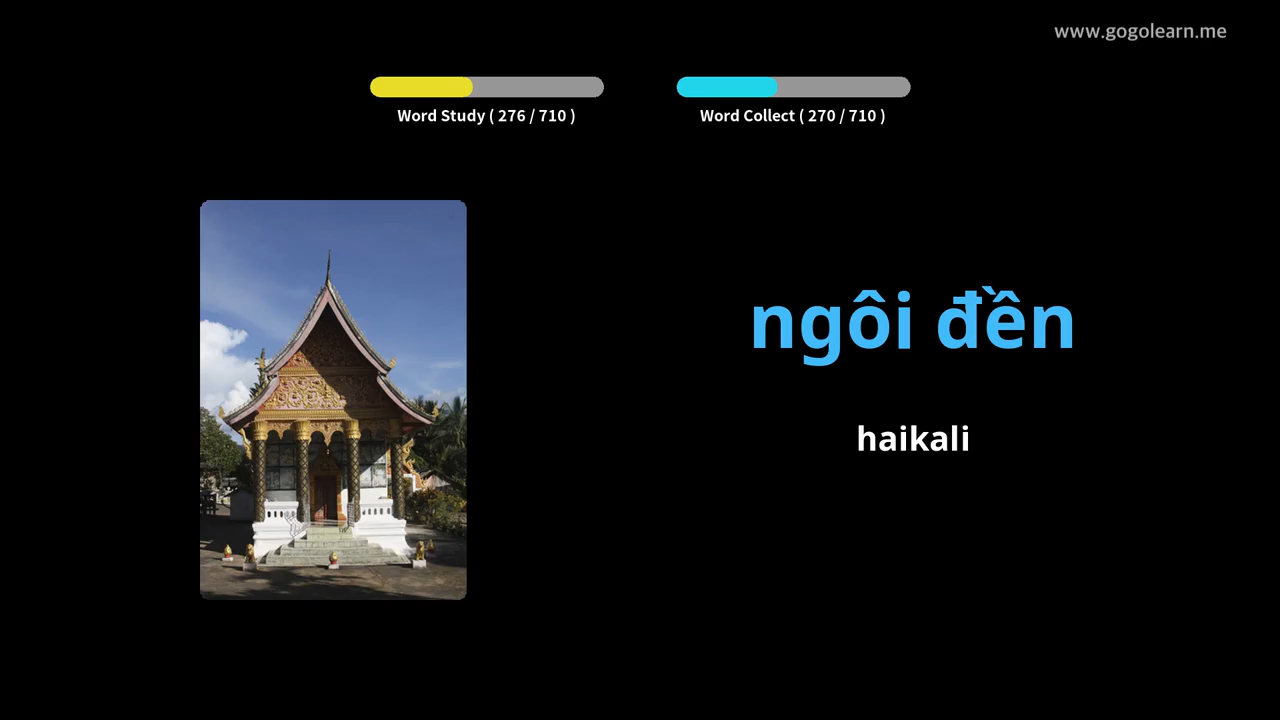 www.gogolearn.me
Word Study ( 276 / 710 )
Word Collect ( 270 / 710 )
ngôi đền
haikali